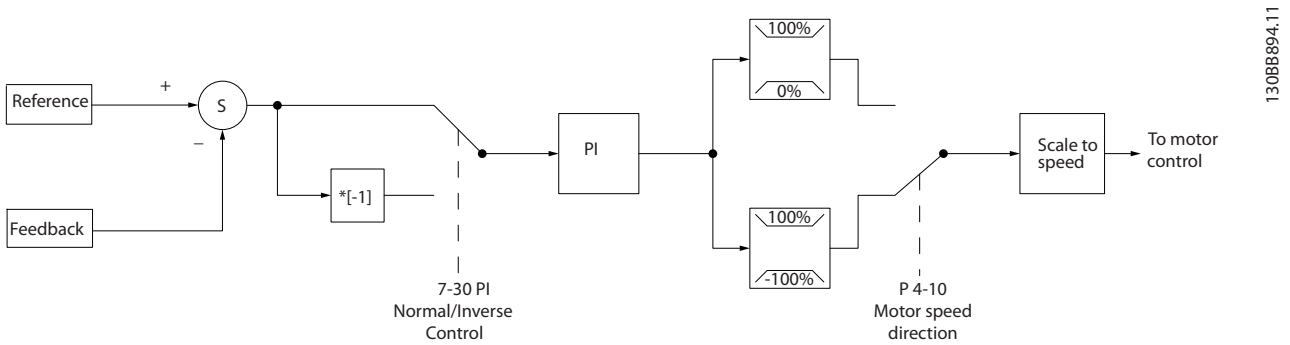 130BB894.11
Reference
+
S
–
Feedback
*[-1]
7-30 PI
Normal/Inverse
Control
PI
100%
0%
100%
-100%
P 4-10
Motor speed
direction
Scale to
speed
To motor
control